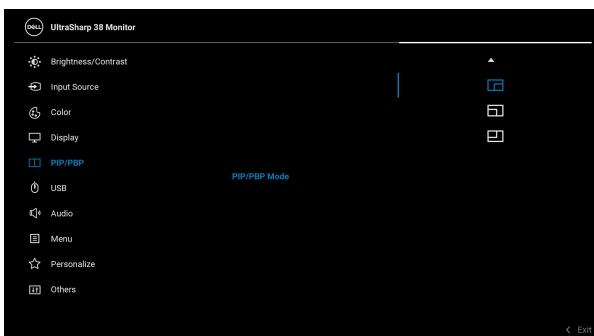 DELL UltraSharp 38 Monitor
Brightness/Contrast
Input Source
Color
Display
PIP/PBP
PIP/PBP Mode
USB
Audio
Menu
Personalize
Others
Exit